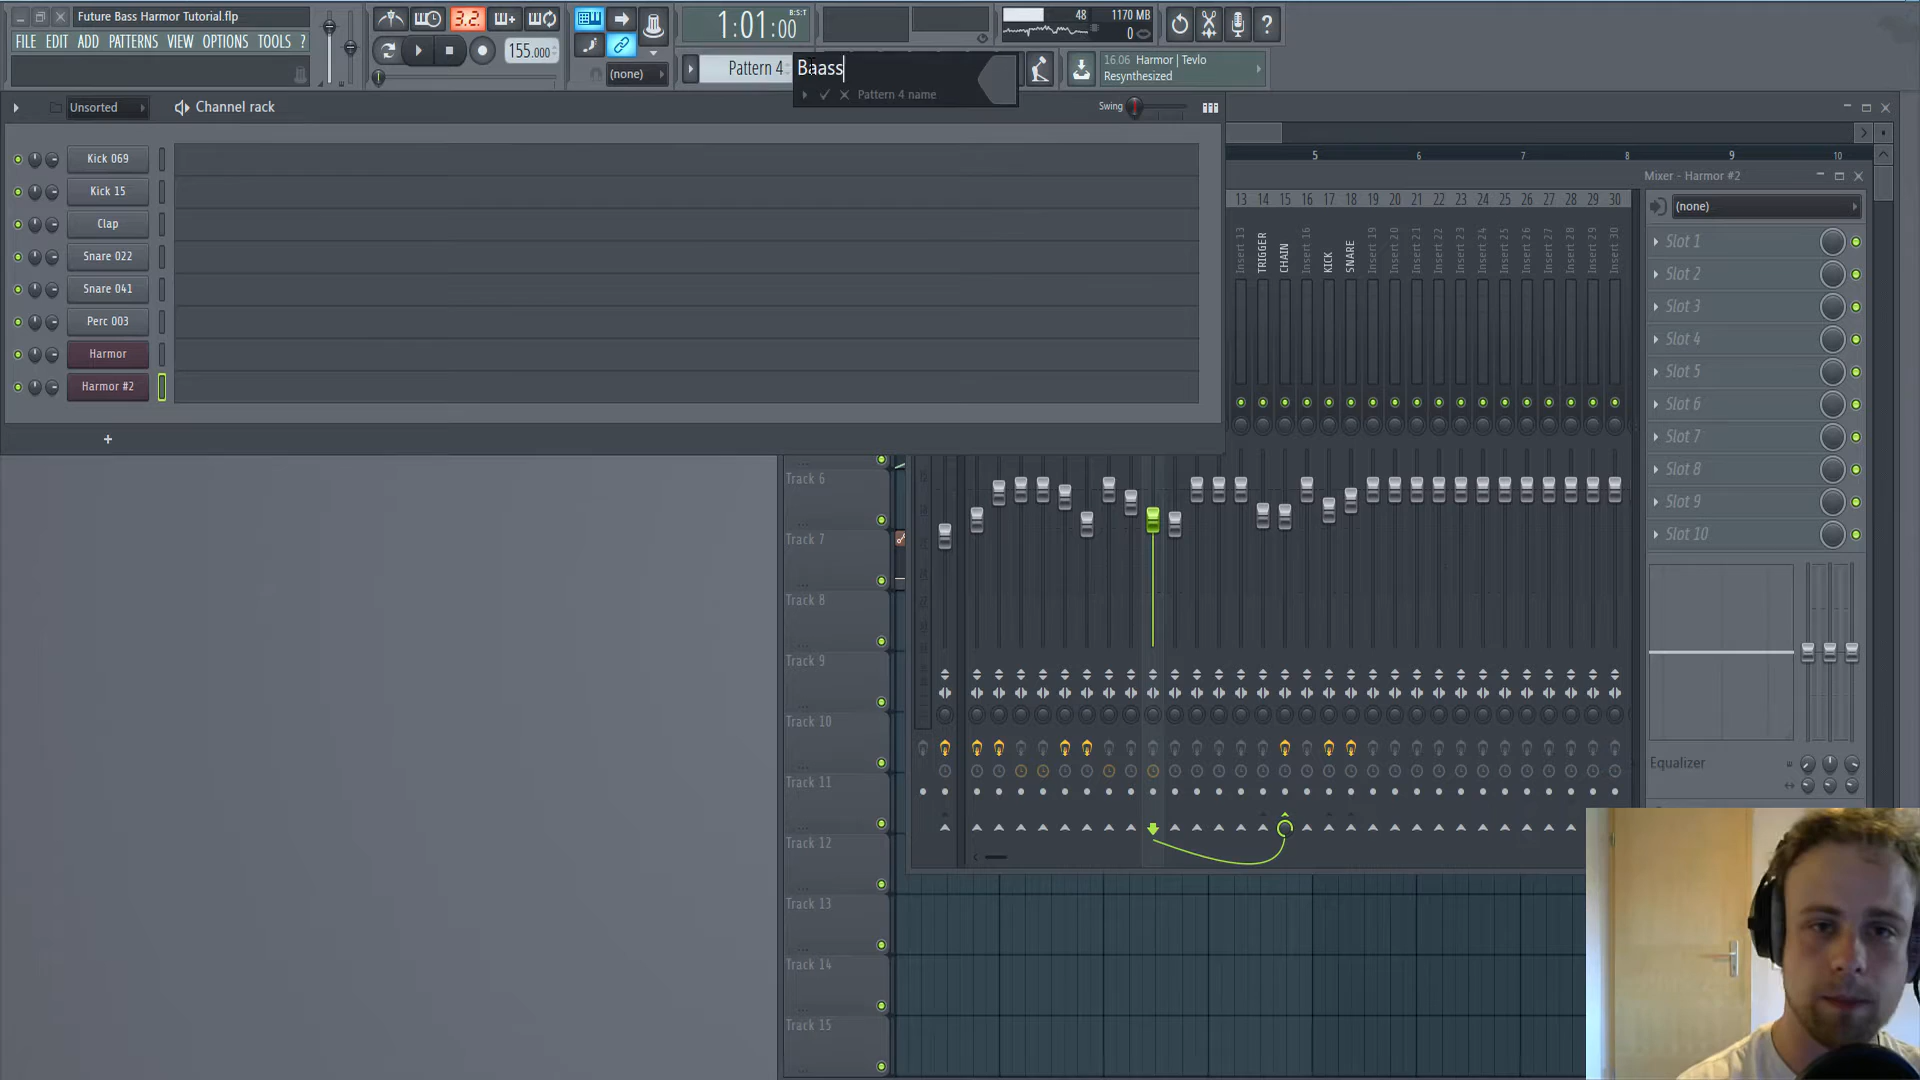 Future Bass Harmor Tutorial.flp
FILE EDIT ADD PATTERNS VIEW OPTIONS TOOLS ?
3.2.
155.000
1:01:00
B:S:T
48
1170 MB
0
(none)
Pattern 4
Baass
Pattern 4 name
16.06 Harmor | Tevlo
Resynthesized
Unsorted
Channel rack
Swing
Kick 069
Kick 15
Clap
Snare 022
Snare 041
Perc 003
Harmor
Harmor #2
+
5 6 7 8 9 10
Mixer - Harmor #2
13 14 15 16 17 18 19 20 21 22 23 24 25 26 27 28 29 30
Insert 13
TRIGGER
CHAIN
Insert 16
KICK
SNARE
Insert 19
Insert 20
Insert 21
Insert 22
Insert 23
Insert 24
Insert 25
Insert 26
Insert 27
Insert 28
Insert 29
Insert 30
(none)
Slot 1
Slot 2
Slot 3
Slot 4
Slot 5
Slot 6
Slot 7
Slot 8
Slot 9
Slot 10
Equalizer
Track 6
Track 7
Track 8
Track 9
Track 10
Track 11
Track 12
Track 13
Track 14
Track 15